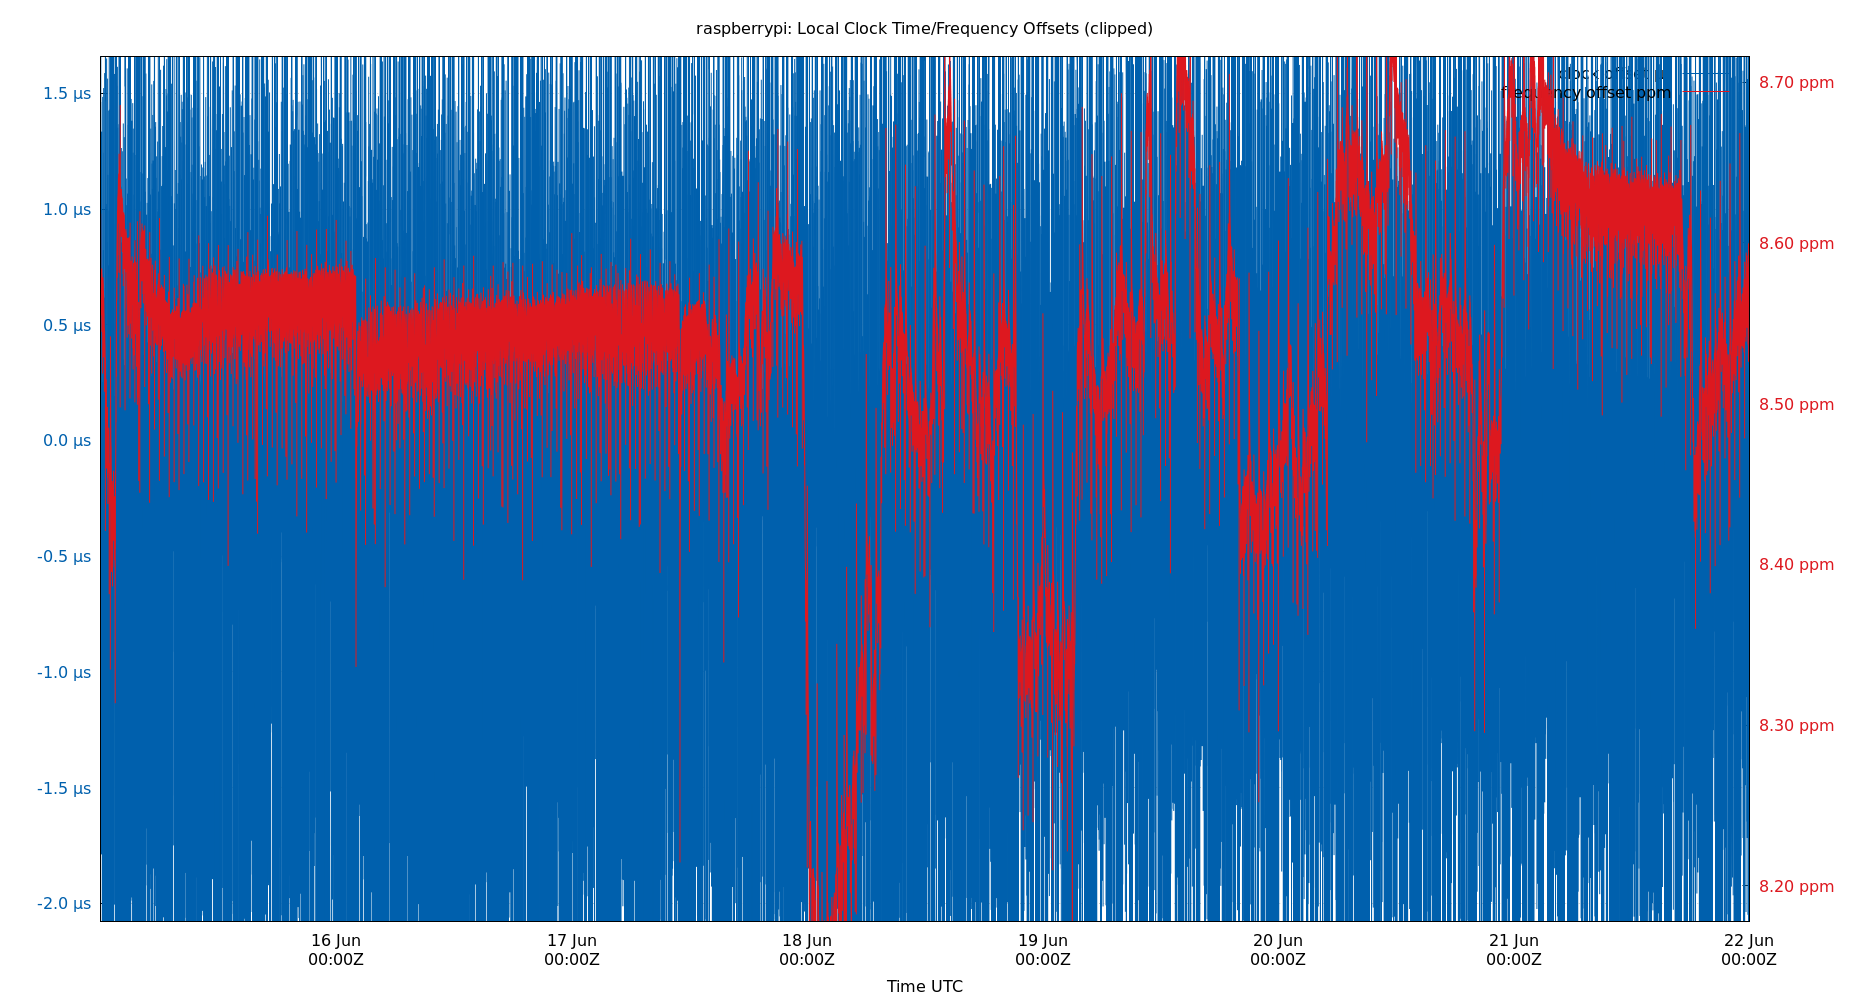 raspberrypi: Local Clock Time/Frequency Offsets (clipped)
1.5 µs
1.0 µs
0.5 µs
0.0 µs
-0.5 µs
-1.0 µs
-1.5 µs
-2.0 µs
clock offset
frequency offset ppm
8.70 ppm
8.60 ppm
8.50 ppm
8.40 ppm
8.30 ppm
8.20 ppm
16 Jun
00:00Z
17 Jun
00:00Z
18 Jun
00:00Z
19 Jun
00:00Z
20 Jun
00:00Z
21 Jun
00:00Z
22 Jun
00:00Z
Time UTC